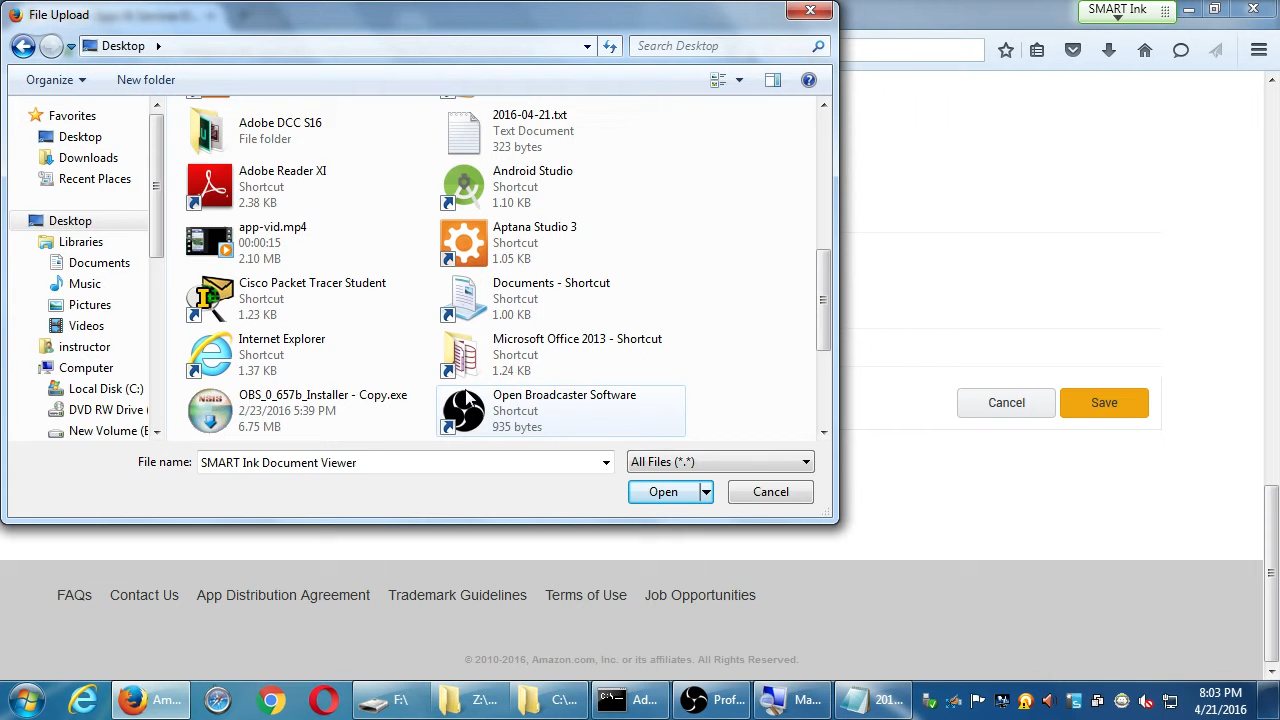 File Upload
SMART Ink
Desktop
Search Desktop
Organize
New folder
Favorites
Desktop
Downloads
Recent Places
Desktop
Libraries
Documents
Music
Pictures
Videos
instructor
Computer
Local Disk (C:)
DVD RW Drive (
New Volume (E
Adobe DCC S16
File folder
2016-04-21.txt
Text Document
323 bytes
Adobe Reader XI
Shortcut
2.38 KB
Android Studio
Shortcut
1.10 KB
app-vid.mp4
00:00:15
2.10 MB
Aptana Studio 3
Shortcut
1.05 KB
Cisco Packet Tracer Student
Shortcut
1.23 KB
Documents - Shortcut
Shortcut
1.00 KB
Internet Explorer
Shortcut
1.37 KB
Microsoft Office 2013 - Shortcut
Shortcut
1.24 KB
OBS_0_657b_Installer - Copy.exe
2/23/2016 5:39 PM
6.75 MB
Open Broadcaster Software
Shortcut
935 bytes
File name:
SMART Ink Document Viewer
All Files (*.*)
Open
Cancel
Cancel
Save
FAQs
Contact Us
App Distribution Agreement
Trademark Guidelines
Terms of Use
Job Opportunities
© 2010-2016, Amazon.com, Inc. or its affiliates. All Rights Reserved.
Am...
F:\
Z:\...
C:\...
Ad...
Prof...
Ma...
201...
8:03 PM
4/21/2016